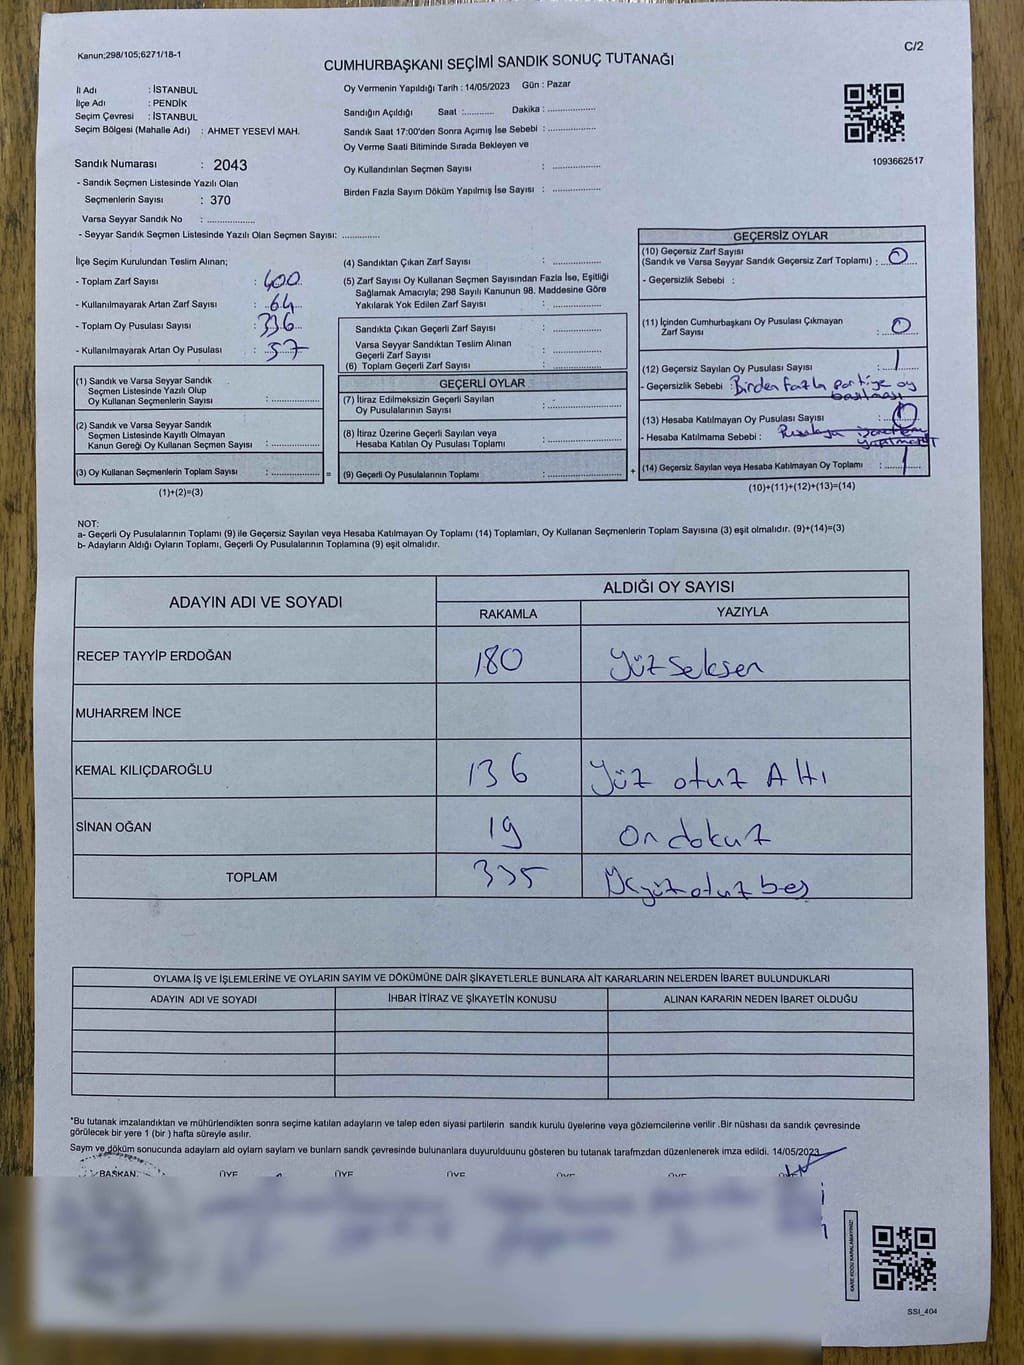 Kanun;298/105;6271/18-1
C/2
CUMHURBAŞKANI SEÇİMİ SANDIK SONUÇ TUTANAĞI
İl Adı : İSTANBUL
İlçe Adı : PENDİK
Seçim Çevresi : İSTANBUL
Seçim Bölgesi (Mahalle Adı) : AHMET YESEVİ MAH.
Sandık Numarası : 2043
- Sandık Seçmen Listesinde Yazılı Olan
Seçmenlerin Sayısı : 370
Varsa Seyyar Sandık No : ..................
- Seyyar Sandık Seçmen Listesinde Yazılı Olan Seçmen Sayısı: ..............
Oy Vermenin Yapıldığı Tarih : 14/05/2023 Gün : Pazar
Sandığın Açıldığı Saat :............ Dakika : ..................
Sandık Saat 17:00'den Sonra Açımış İse Sebebi : ..................
Oy Verme Saati Bitiminde Sırada Bekleyen ve
Oy Kullandırılan Seçmen Sayısı : ..................
Birden Fazla Sayım Döküm Yapılmış İse Sayısı : ..................
1093662517
İlçe Seçim Kurulundan Teslim Alınan;
- Toplam Zarf Sayısı : 400
- Kullanılmayarak Artan Zarf Sayısı : 64
- Toplam Oy Pusulası Sayısı : 336
- Kullanılmayarak Artan Oy Pusulası : 57
(1) Sandık ve Varsa Seyyar Sandık
Seçmen Listesinde Yazılı Olup
Oy Kullanan Seçmenlerin Sayısı : ..................
(2) Sandık ve Varsa Seyyar Sandık
Seçmen Listesinde Kayıtlı Olmayan
Kanun Gereği Oy Kullanan Seçmen Sayısı : ..................
(3) Oy Kullanan Seçmenlerin Toplam Sayısı : .................. =
(1)+(2)=(3)
(4) Sandıktan Çıkan Zarf Sayısı : ..................
(5) Zarf Sayısı Oy Kullanan Seçmen Sayısından Fazla İse, Eşitliği
Sağlamak Amacıyla; 298 Sayılı Kanunun 98. Maddesine Göre
Yakılarak Yok Edilen Zarf Sayısı : ..................
Sandıkta Çıkan Geçerli Zarf Sayısı : ..................
Varsa Seyyar Sandıktan Teslim Alınan
Geçerli Zarf Sayısı : ..................
(6) Toplam Geçerli Zarf Sayısı : ..................
GEÇERLİ OYLAR
(7) İtiraz Edilmeksizin Geçerli Sayılan
Oy Pusulalarının Sayısı : ..................
(8) İtiraz Üzerine Geçerli Sayılan veya
Hesaba Katılan Oy Pusulası Toplamı : ..................
(9) Geçerli Oy Pusulalarının Toplamı : .................. +
GEÇERSİZ OYLAR
(10) Geçersiz Zarf Sayısı
(Sandık ve Varsa Seyyar Sandık Geçersiz Zarf Toplamı) : 0
- Geçersizlik Sebebi :
(11) İçinden Cumhurbaşkanı Oy Pusulası Çıkmayan
Zarf Sayısı : 0
(12) Geçersiz Sayılan Oy Pusulası Sayısı : 1
- Geçersizlik Sebebi : Birden fazla partiye oy
basılması
(13) Hesaba Katılmayan Oy Pusulası Sayısı : 0
- Hesaba Katılmama Sebebi :
(14) Geçersiz Sayılan veya Hesaba Katılmayan Oy Toplamı : 1
(10)+(11)+(12)+(13)=(14)
NOT:
a- Geçerli Oy Pusulalarının Toplamı (9) ile Geçersiz Sayılan veya Hesaba Katılmayan Oy Toplamı (14) Toplamları, Oy Kullanan Seçmenlerin Toplam Sayısına (3) eşit olmalıdır. (9)+(14)=(3)
b- Adayların Aldığı Oyların Toplamı, Geçerli Oy Pusulalarının Toplamına (9) eşit olmalıdır.
ADAYIN ADI VE SOYADI
ALDIĞI OY SAYISI
RAKAMLA YAZIYLA
RECEP TAYYİP ERDOĞAN 180 Yüz Seksen
MUHARREM İNCE
KEMAL KILIÇDAROĞLU 136 Yüz otuz Altı
SİNAN OĞAN 19 On dokuz
TOPLAM 335 Üçyüzotuzbeş
OYLAMA İŞ VE İŞLEMLERİNE VE OYLARIN SAYIM VE DÖKÜMÜNE DAİR ŞİKAYETLERLE BUNLARA AİT KARARLARIN NELERDEN İBARET BULUNDUKLARI
ADAYIN ADI VE SOYADI İHBAR İTİRAZ VE ŞİKAYETİN KONUSU ALINAN KARARIN NEDEN İBARET OLDUĞU
*Bu tutanak imzalandıktan ve mühürlendikten sonra seçime katılan adayların ve talep eden siyasi partilerin sandık kurulu üyelerine veya gözlemcilerine verilir .Bir nüshası da sandık çevresinde
görülecek bir yere 1 (bir ) hafta süreyle asılır.
Saym ve döküm sonucunda adaylarn ald oylarn saylarn ve bunlarn sandk çevresinde bulunanlara duyurulduunu gösteren bu tutanak tarafmzdan düzenlenerek imza edildi. 14/05/2023
BAŞKAN ÜYE ÜYE ÜYE
KARE KODU KARALAMAYINIZ!
SSI_404